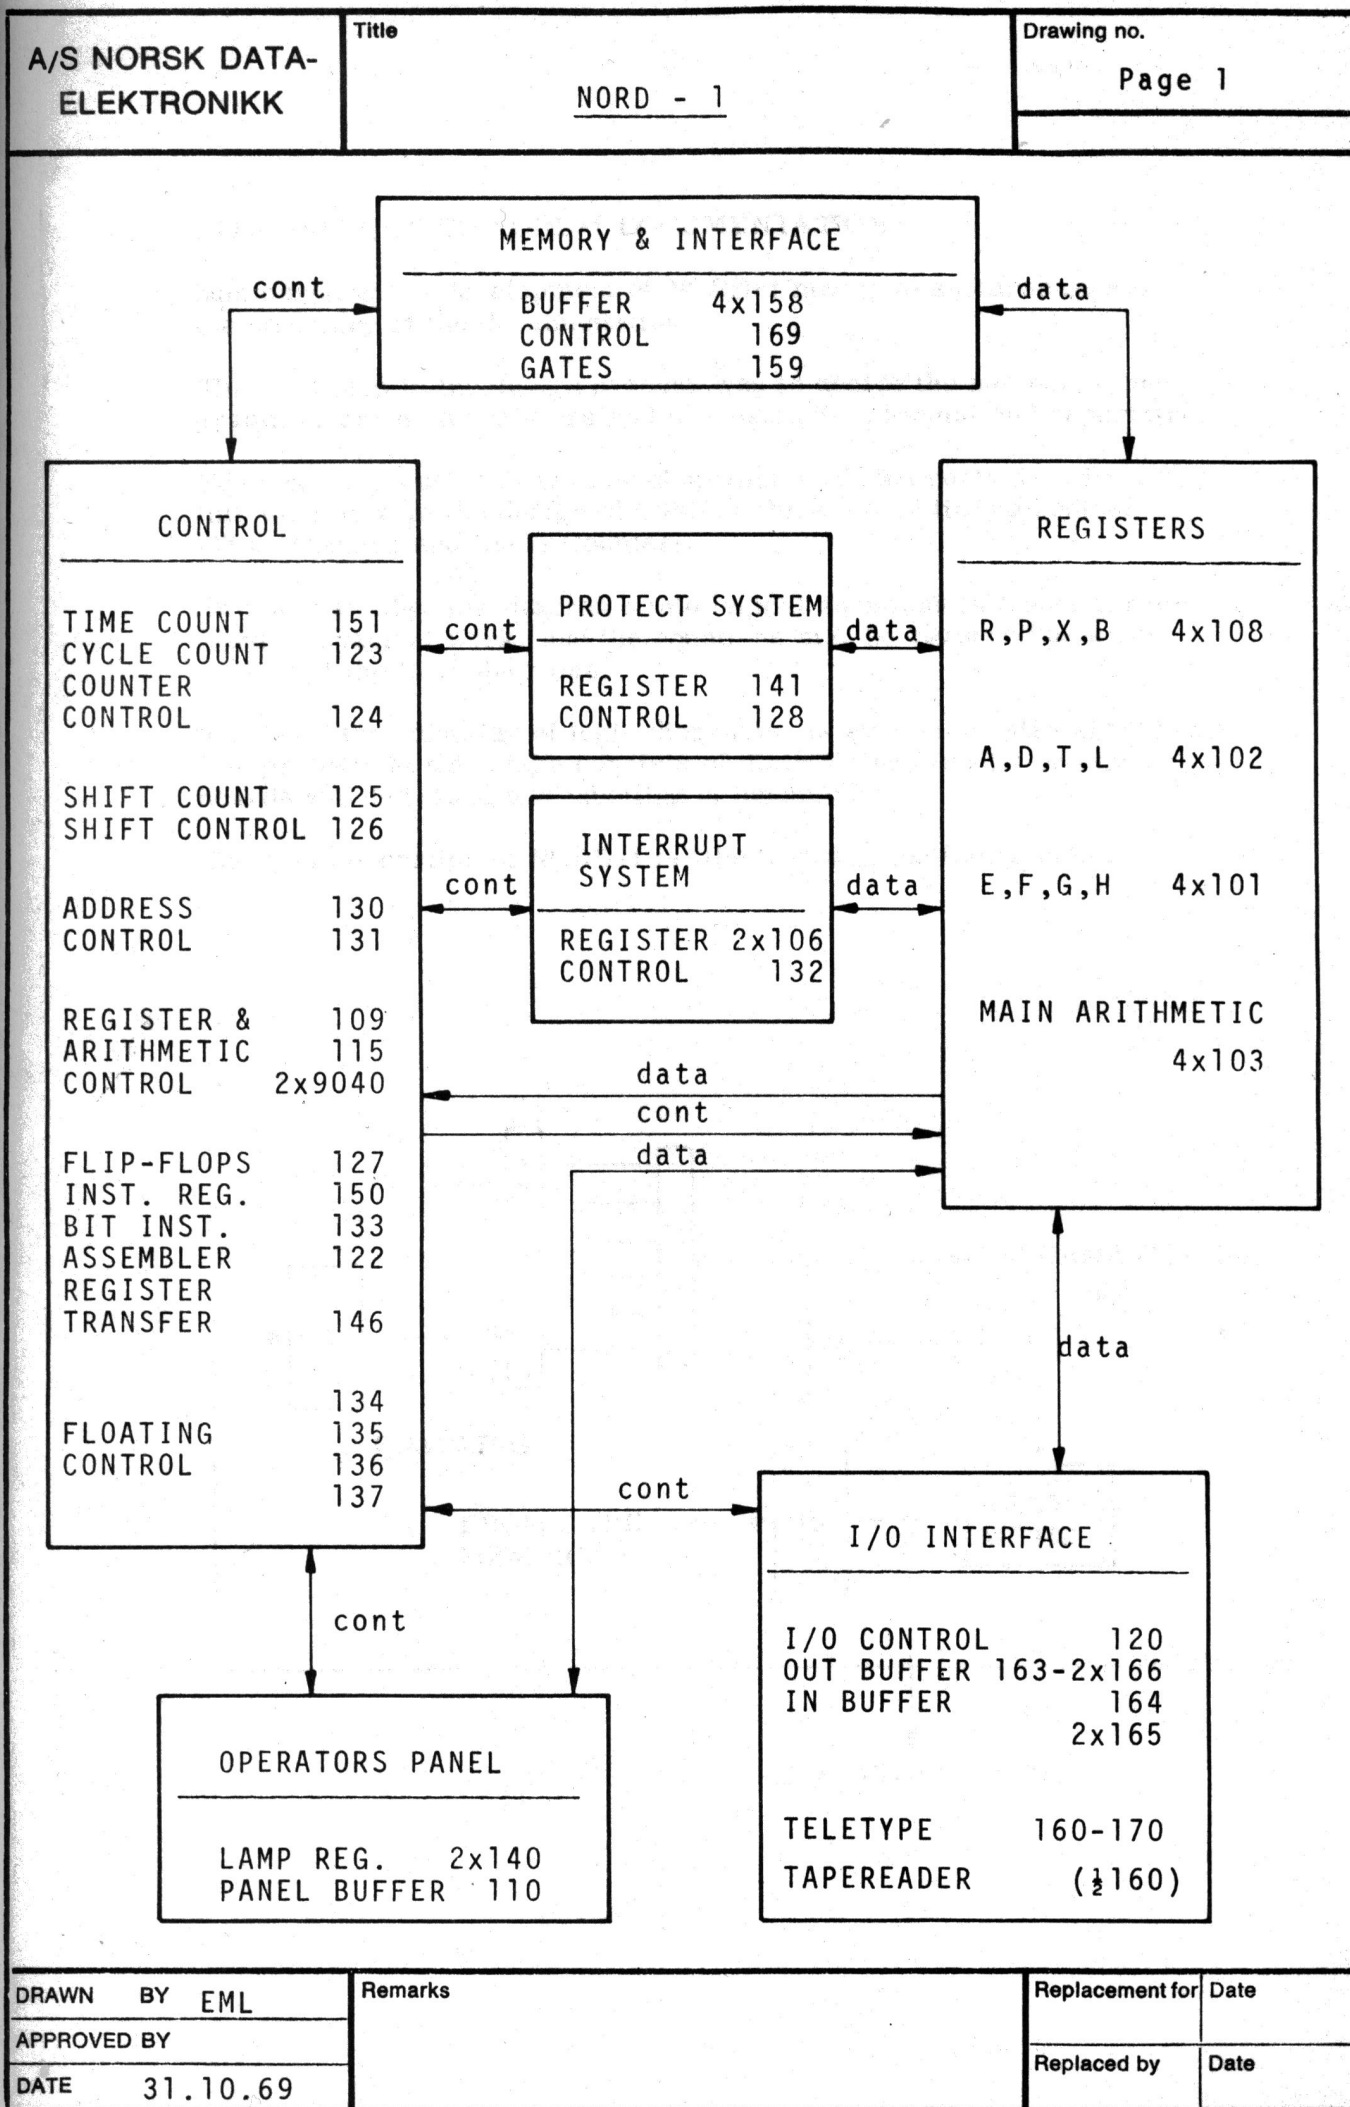 A/S NORSK DATA-
ELEKTRONIKK
Title
NORD - 1
Drawing no.
Page 1
MEMORY & INTERFACE
BUFFER 4x158
CONTROL 169
GATES 159
cont
data
CONTROL
TIME COUNT 151
CYCLE COUNT 123
COUNTER
CONTROL 124
SHIFT COUNT 125
SHIFT CONTROL 126
ADDRESS 130
CONTROL 131
REGISTER & 109
ARITHMETIC 115
CONTROL 2x9040
FLIP-FLOPS 127
INST. REG. 150
BIT INST. 133
ASSEMBLER 122
REGISTER
TRANSFER 146
134
FLOATING 135
CONTROL 136
137
cont
PROTECT SYSTEM
REGISTER 141
CONTROL 128
data
cont
INTERRUPT
SYSTEM
REGISTER 2x106
CONTROL 132
data
REGISTERS
R,P,X,B 4x108
A,D,T,L 4x102
E,F,G,H 4x101
MAIN ARITHMETIC
4x103
data
cont
data
data
cont
cont
I/O INTERFACE
I/O CONTROL 120
OUT BUFFER 163-2x166
IN BUFFER 164
2x165
TELETYPE 160-170
TAPEREADER (½160)
OPERATORS PANEL
LAMP REG. 2x140
PANEL BUFFER 110
DRAWN BY EML
APPROVED BY
DATE 31.10.69
Remarks
Replacement for Date
Replaced by Date